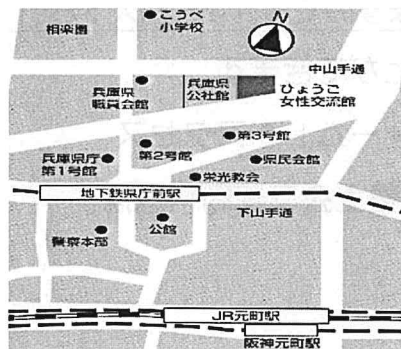 こうべ
小学校
相楽園
N
中山手通
兵庫県
職員会館
兵庫県
公社館
ひょうご
女性交流館
第3号館
第2号館
兵庫県庁
第1号館
県民会館
栄光教会
地下鉄県庁前駅
下山手通
公館
警察本部
JR元町駅
阪神元町駅